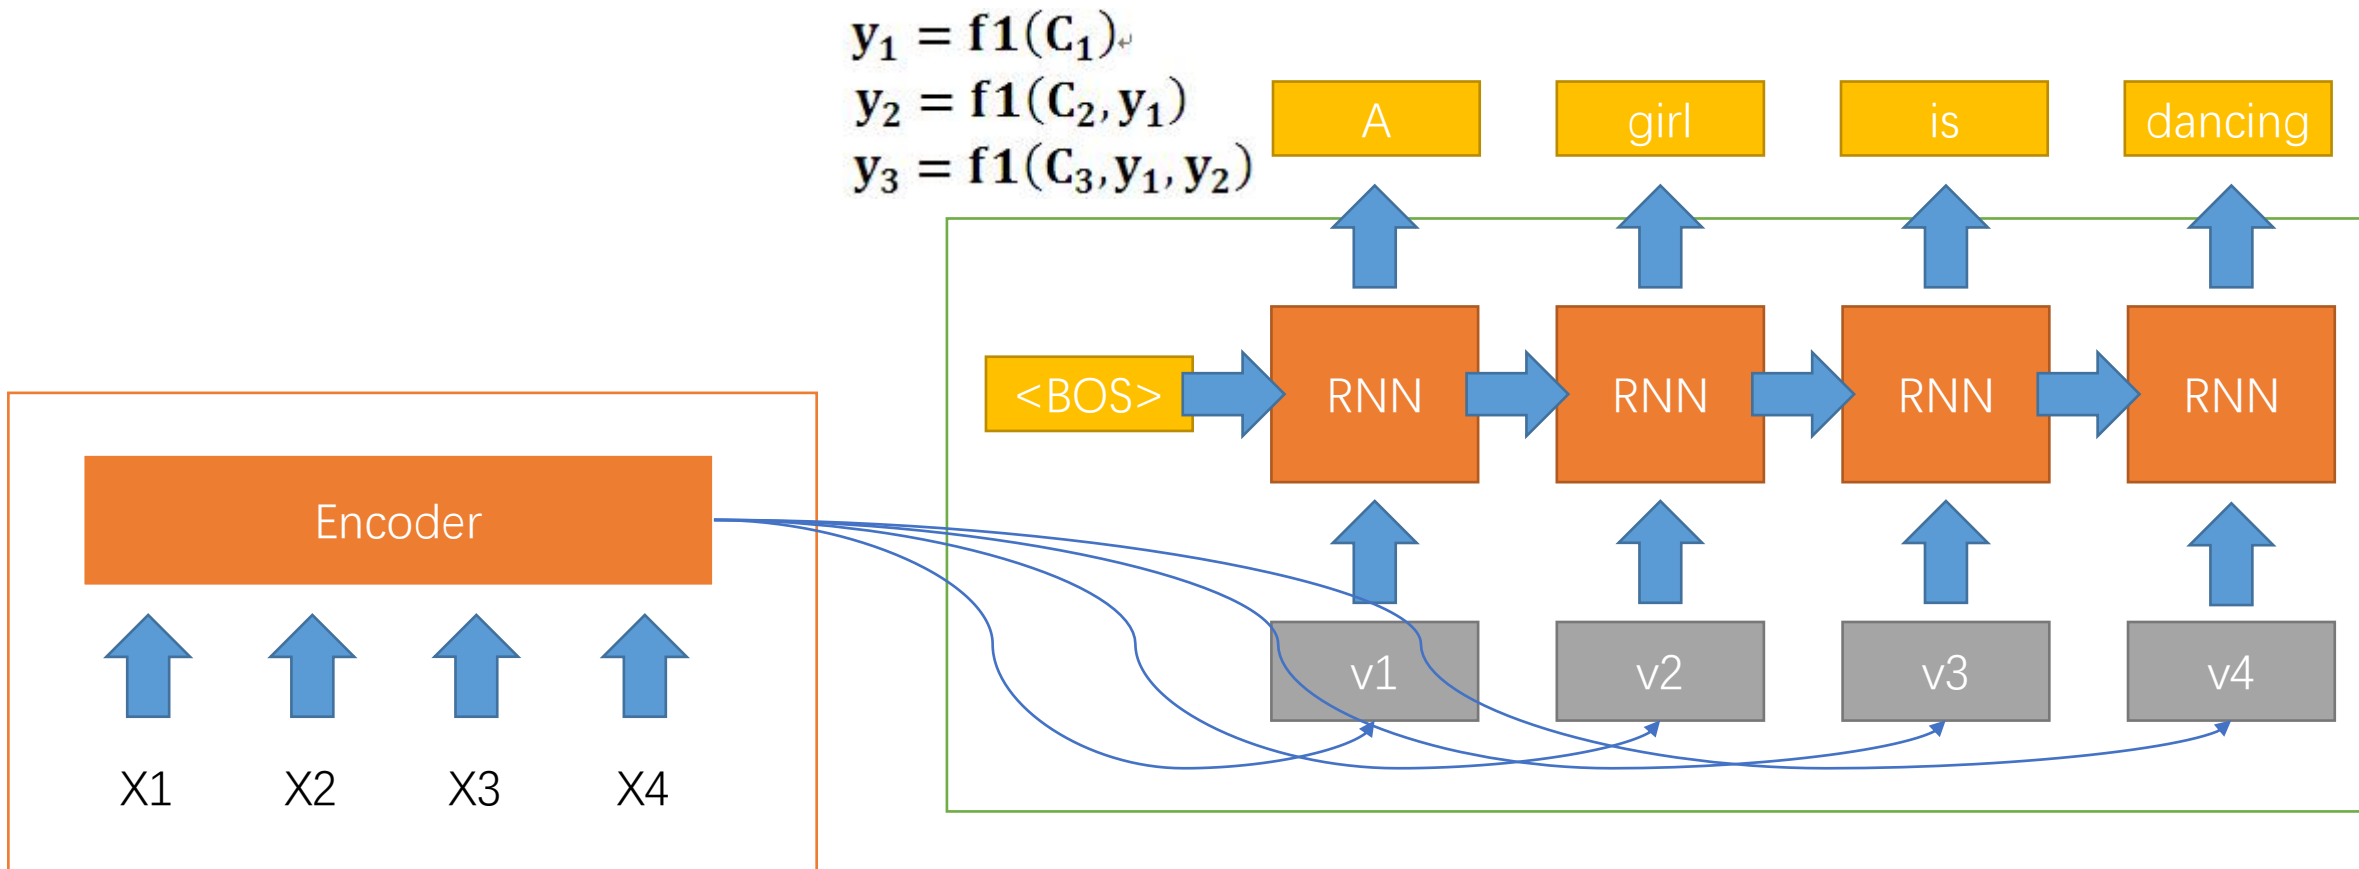 y₁ = f1(C₁)↵
y₂ = f1(C₂,y₁)
y₃ = f1(C₃,y₁,y₂)
A girl is dancing
<BOS> RNN RNN RNN RNN
Encoder
v1 v2 v3 v4
X1 X2 X3 X4